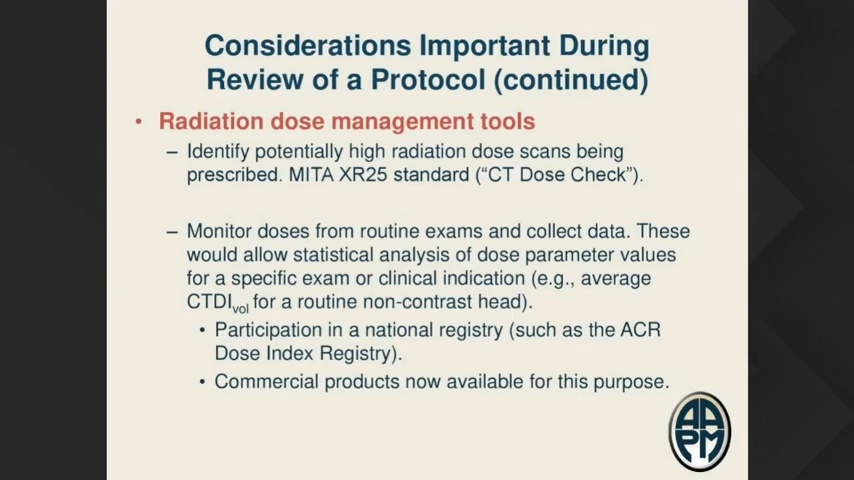 Considerations Important During
Review of a Protocol (continued)
• Radiation dose management tools
– Identify potentially high radiation dose scans being
prescribed. MITA XR25 standard (“CT Dose Check”).
– Monitor doses from routine exams and collect data. These
would allow statistical analysis of dose parameter values
for a specific exam or clinical indication (e.g., average
CTDIvol for a routine non-contrast head).
• Participation in a national registry (such as the ACR
Dose Index Registry).
• Commercial products now available for this purpose.
AAPM